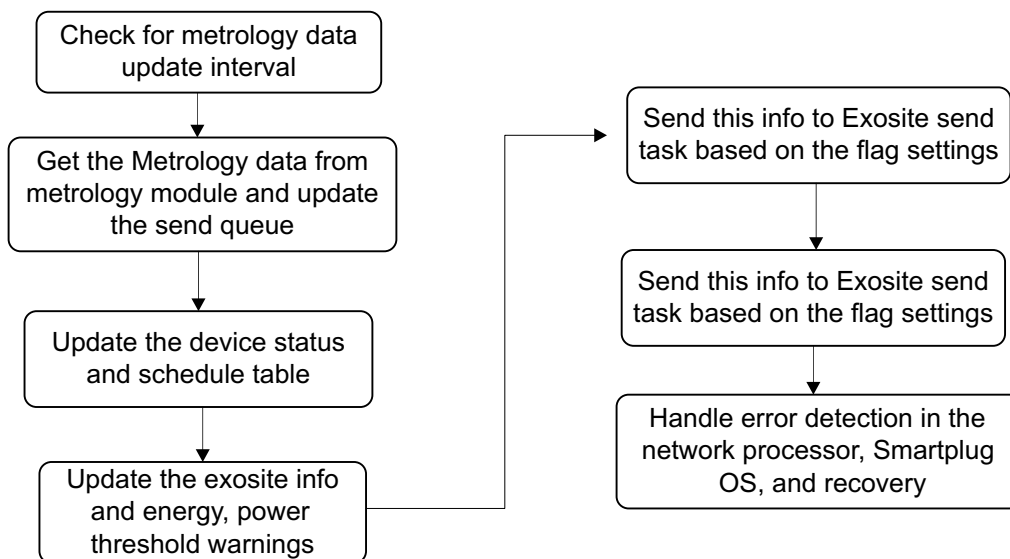 Check for metrology data
update interval
Get the Metrology data from
metrology module and update
the send queue
Update the device status
and schedule table
Update the exosite info
and energy, power
threshold warnings
Send this info to Exosite send
task based on the flag settings
Send this info to Exosite send
task based on the flag settings
Handle error detection in the
network processor, Smartplug
OS, and recovery